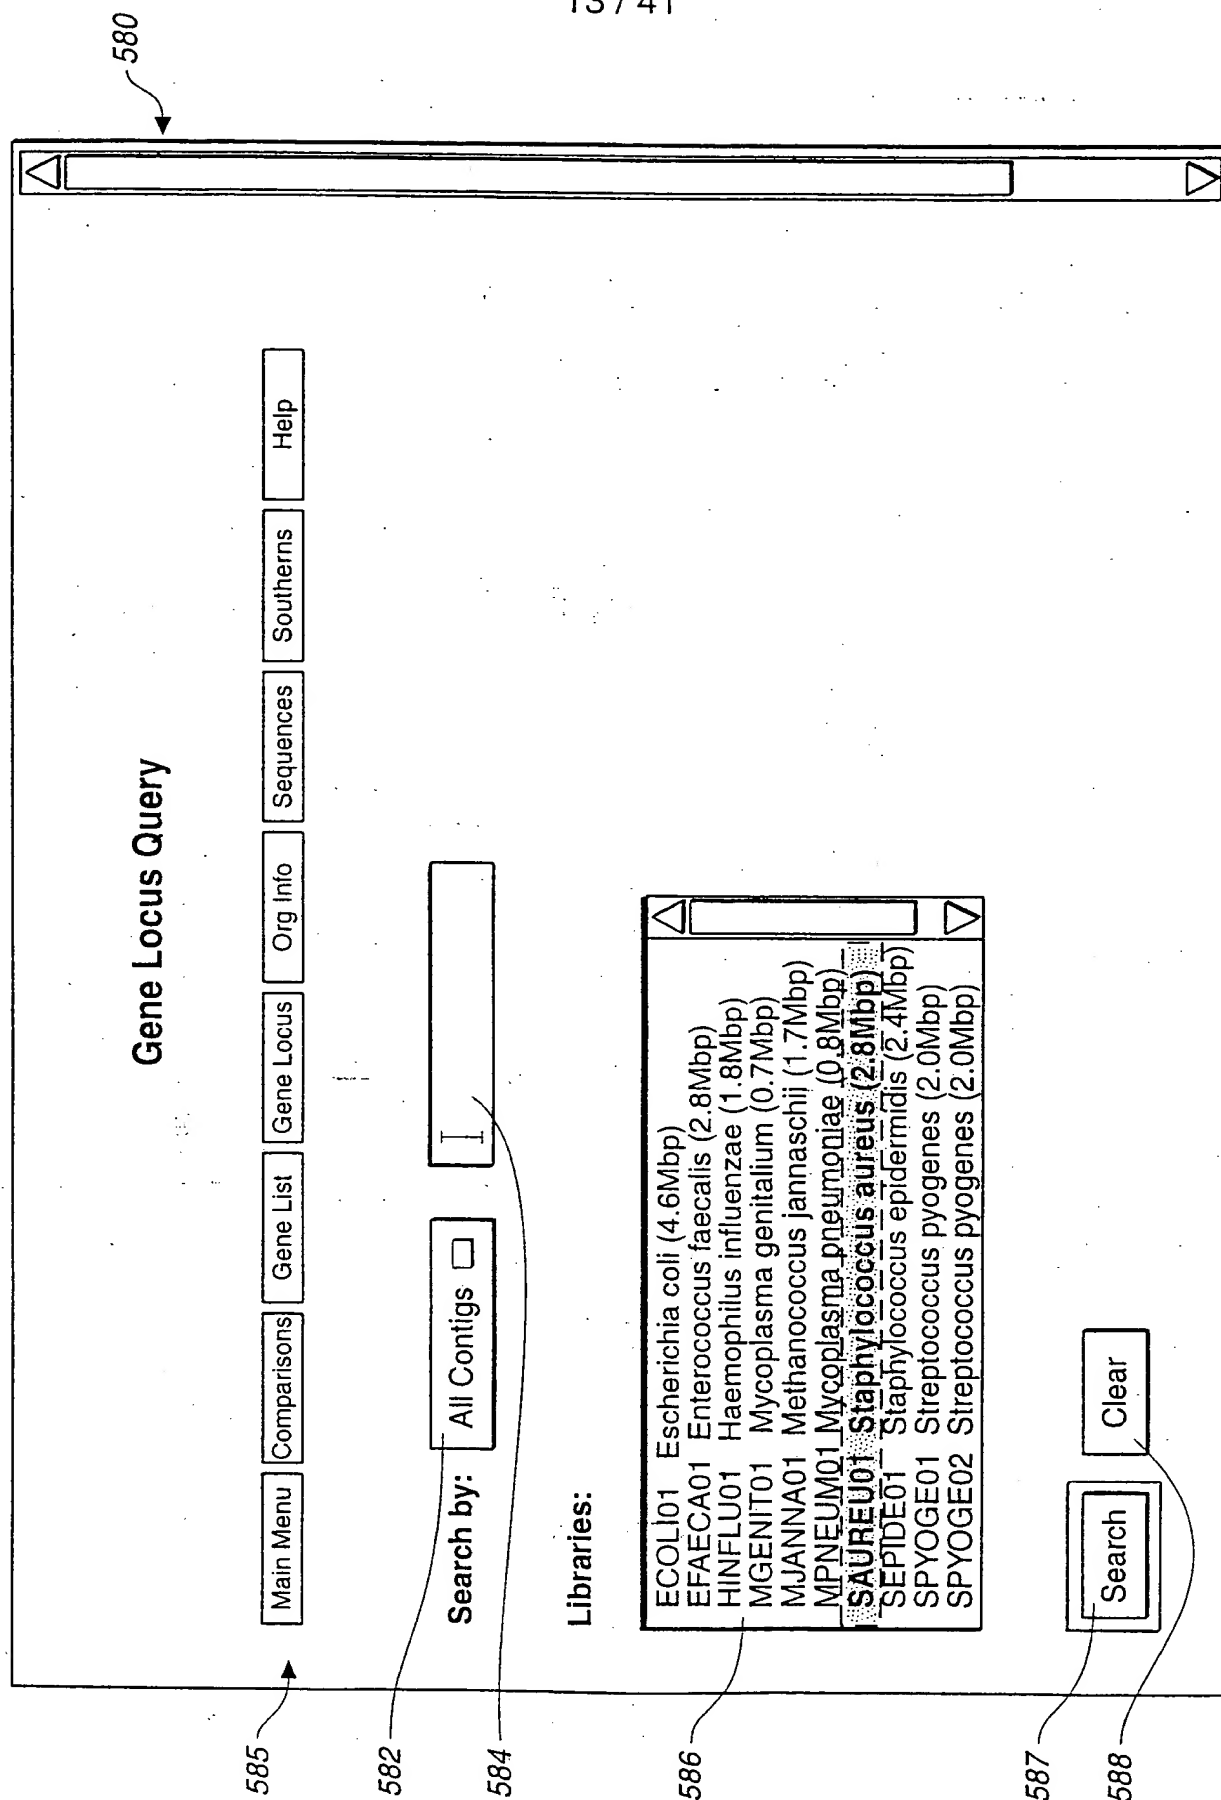 13 / 41
580
Gene Locus Query
585
Main Menu Comparisons Gene List Gene Locus Org Info Sequences Southerns Help
582
Search by: All Contigs
584
Libraries:
586
ECOLI01 Escherichia coli (4.6Mbp)
EFAECA01 Enterococcus faecalis (2.8Mbp)
HINFLU01 Haemophilus influenzae (1.8Mbp)
MGENIT01 Mycoplasma genitalium (0.7Mbp)
MJANNA01 Methanococcus jannaschij (1.7Mbp)
MPNEUM01 Mycoplasma pneumoniae (0.8Mbp)
SAUREU01 Staphylococcus aureus (2.8Mbp)
SEPIDE01 Staphylococcus epidermidis (2.4Mbp)
SPYOGE01 Streptococcus pyogenes (2.0Mbp)
SPYOGE02 Streptococcus pyogenes (2.0Mbp)
587
Search Clear
588